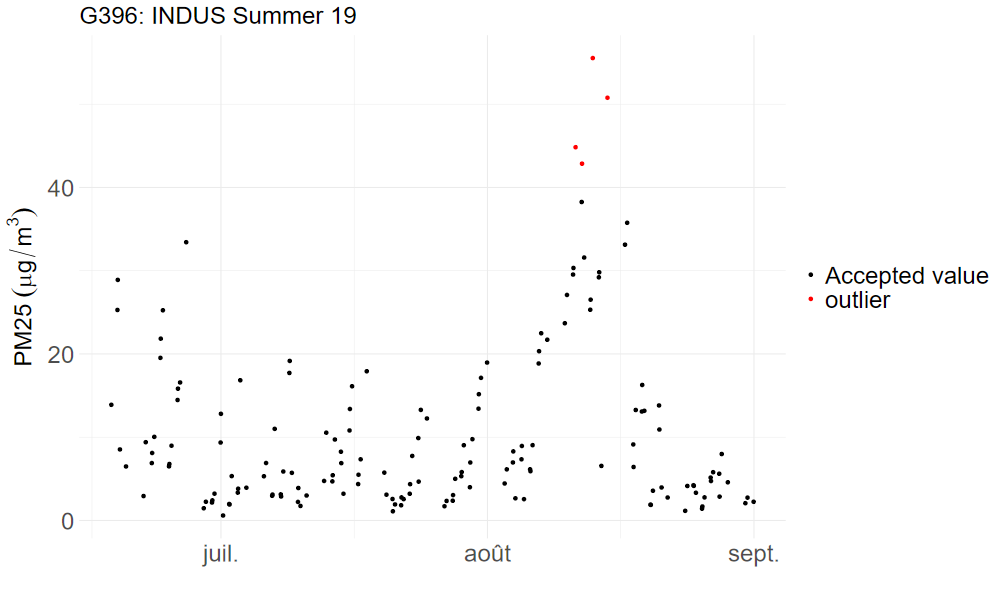 G396: INDUS Summer 19
PM25 (μg/m³)
40
20
0
juil.
août
sept.
Accepted value
outlier